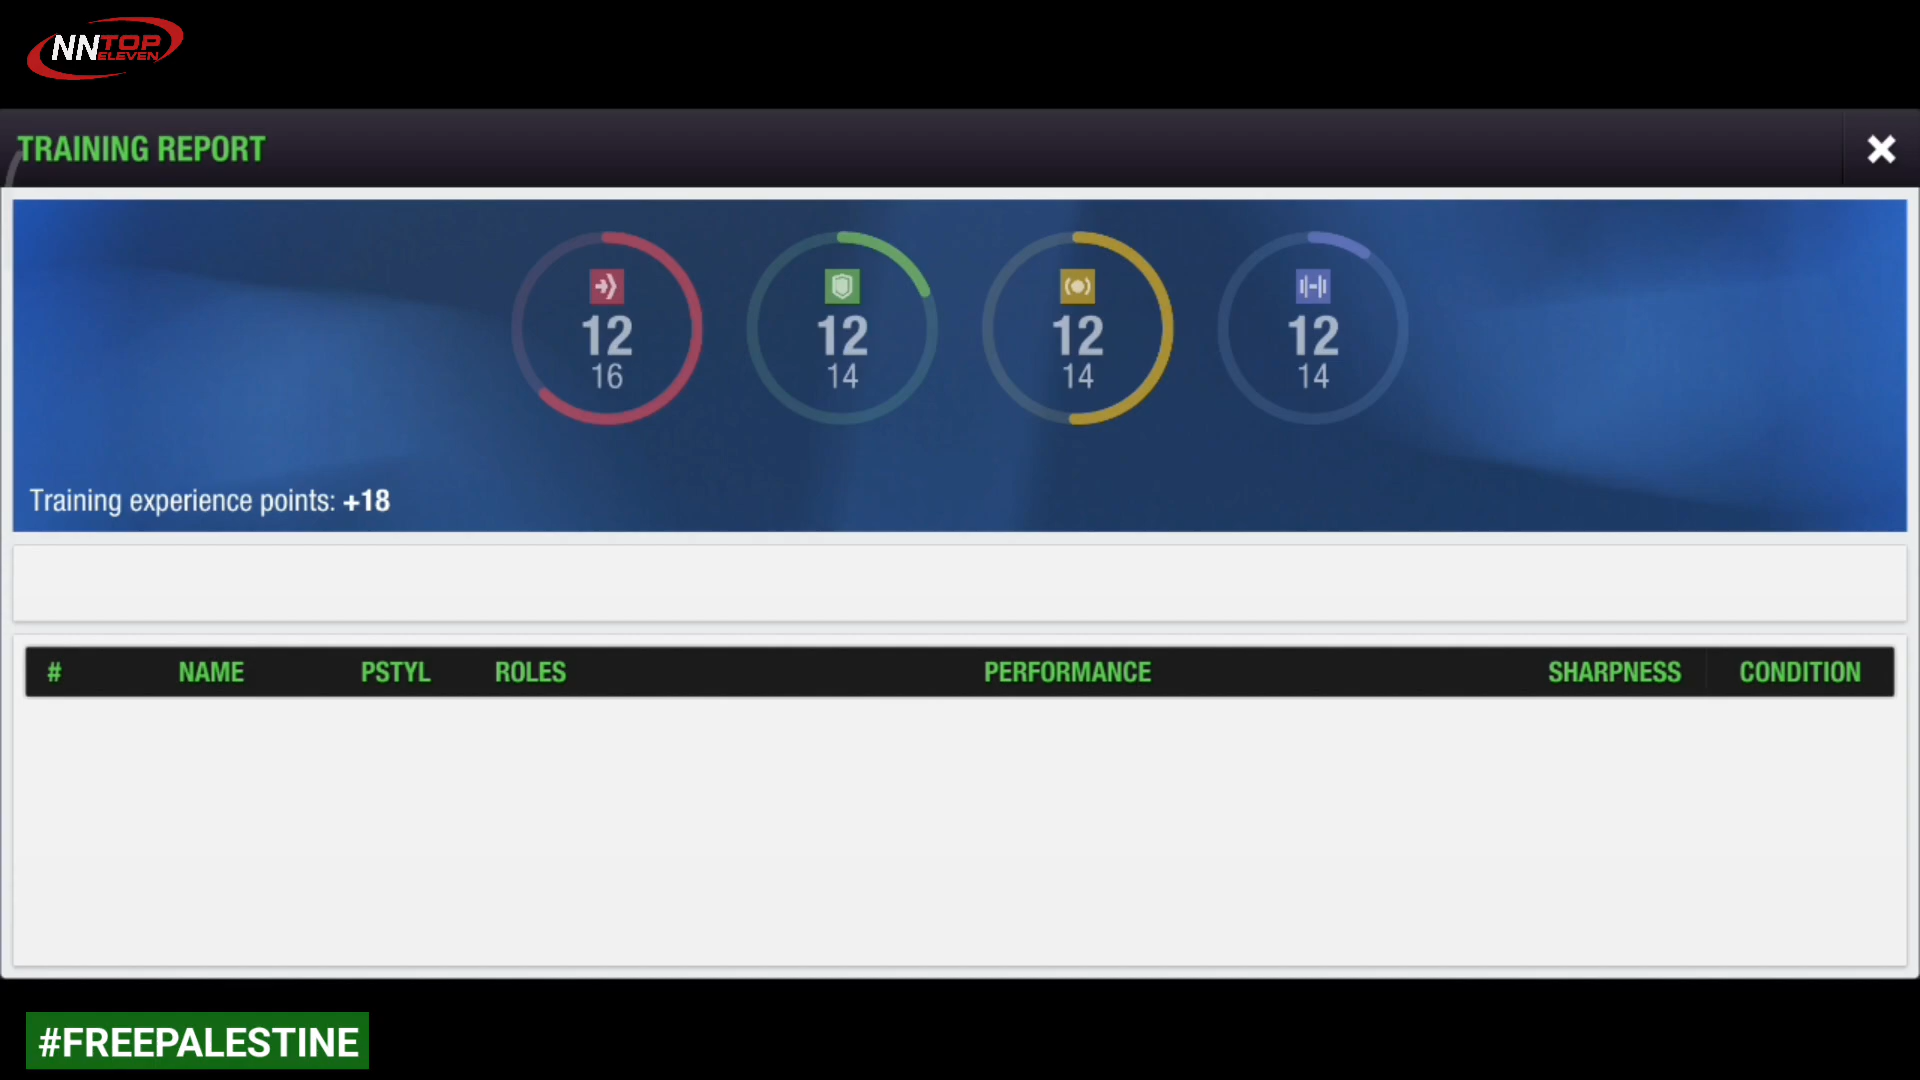 NNTOP
ELEVEN
TRAINING REPORT
12
16
12
14
12
14
12
14
Training experience points: +18
# NAME PSTYL ROLES PERFORMANCE SHARPNESS CONDITION
#FREEPALESTINE